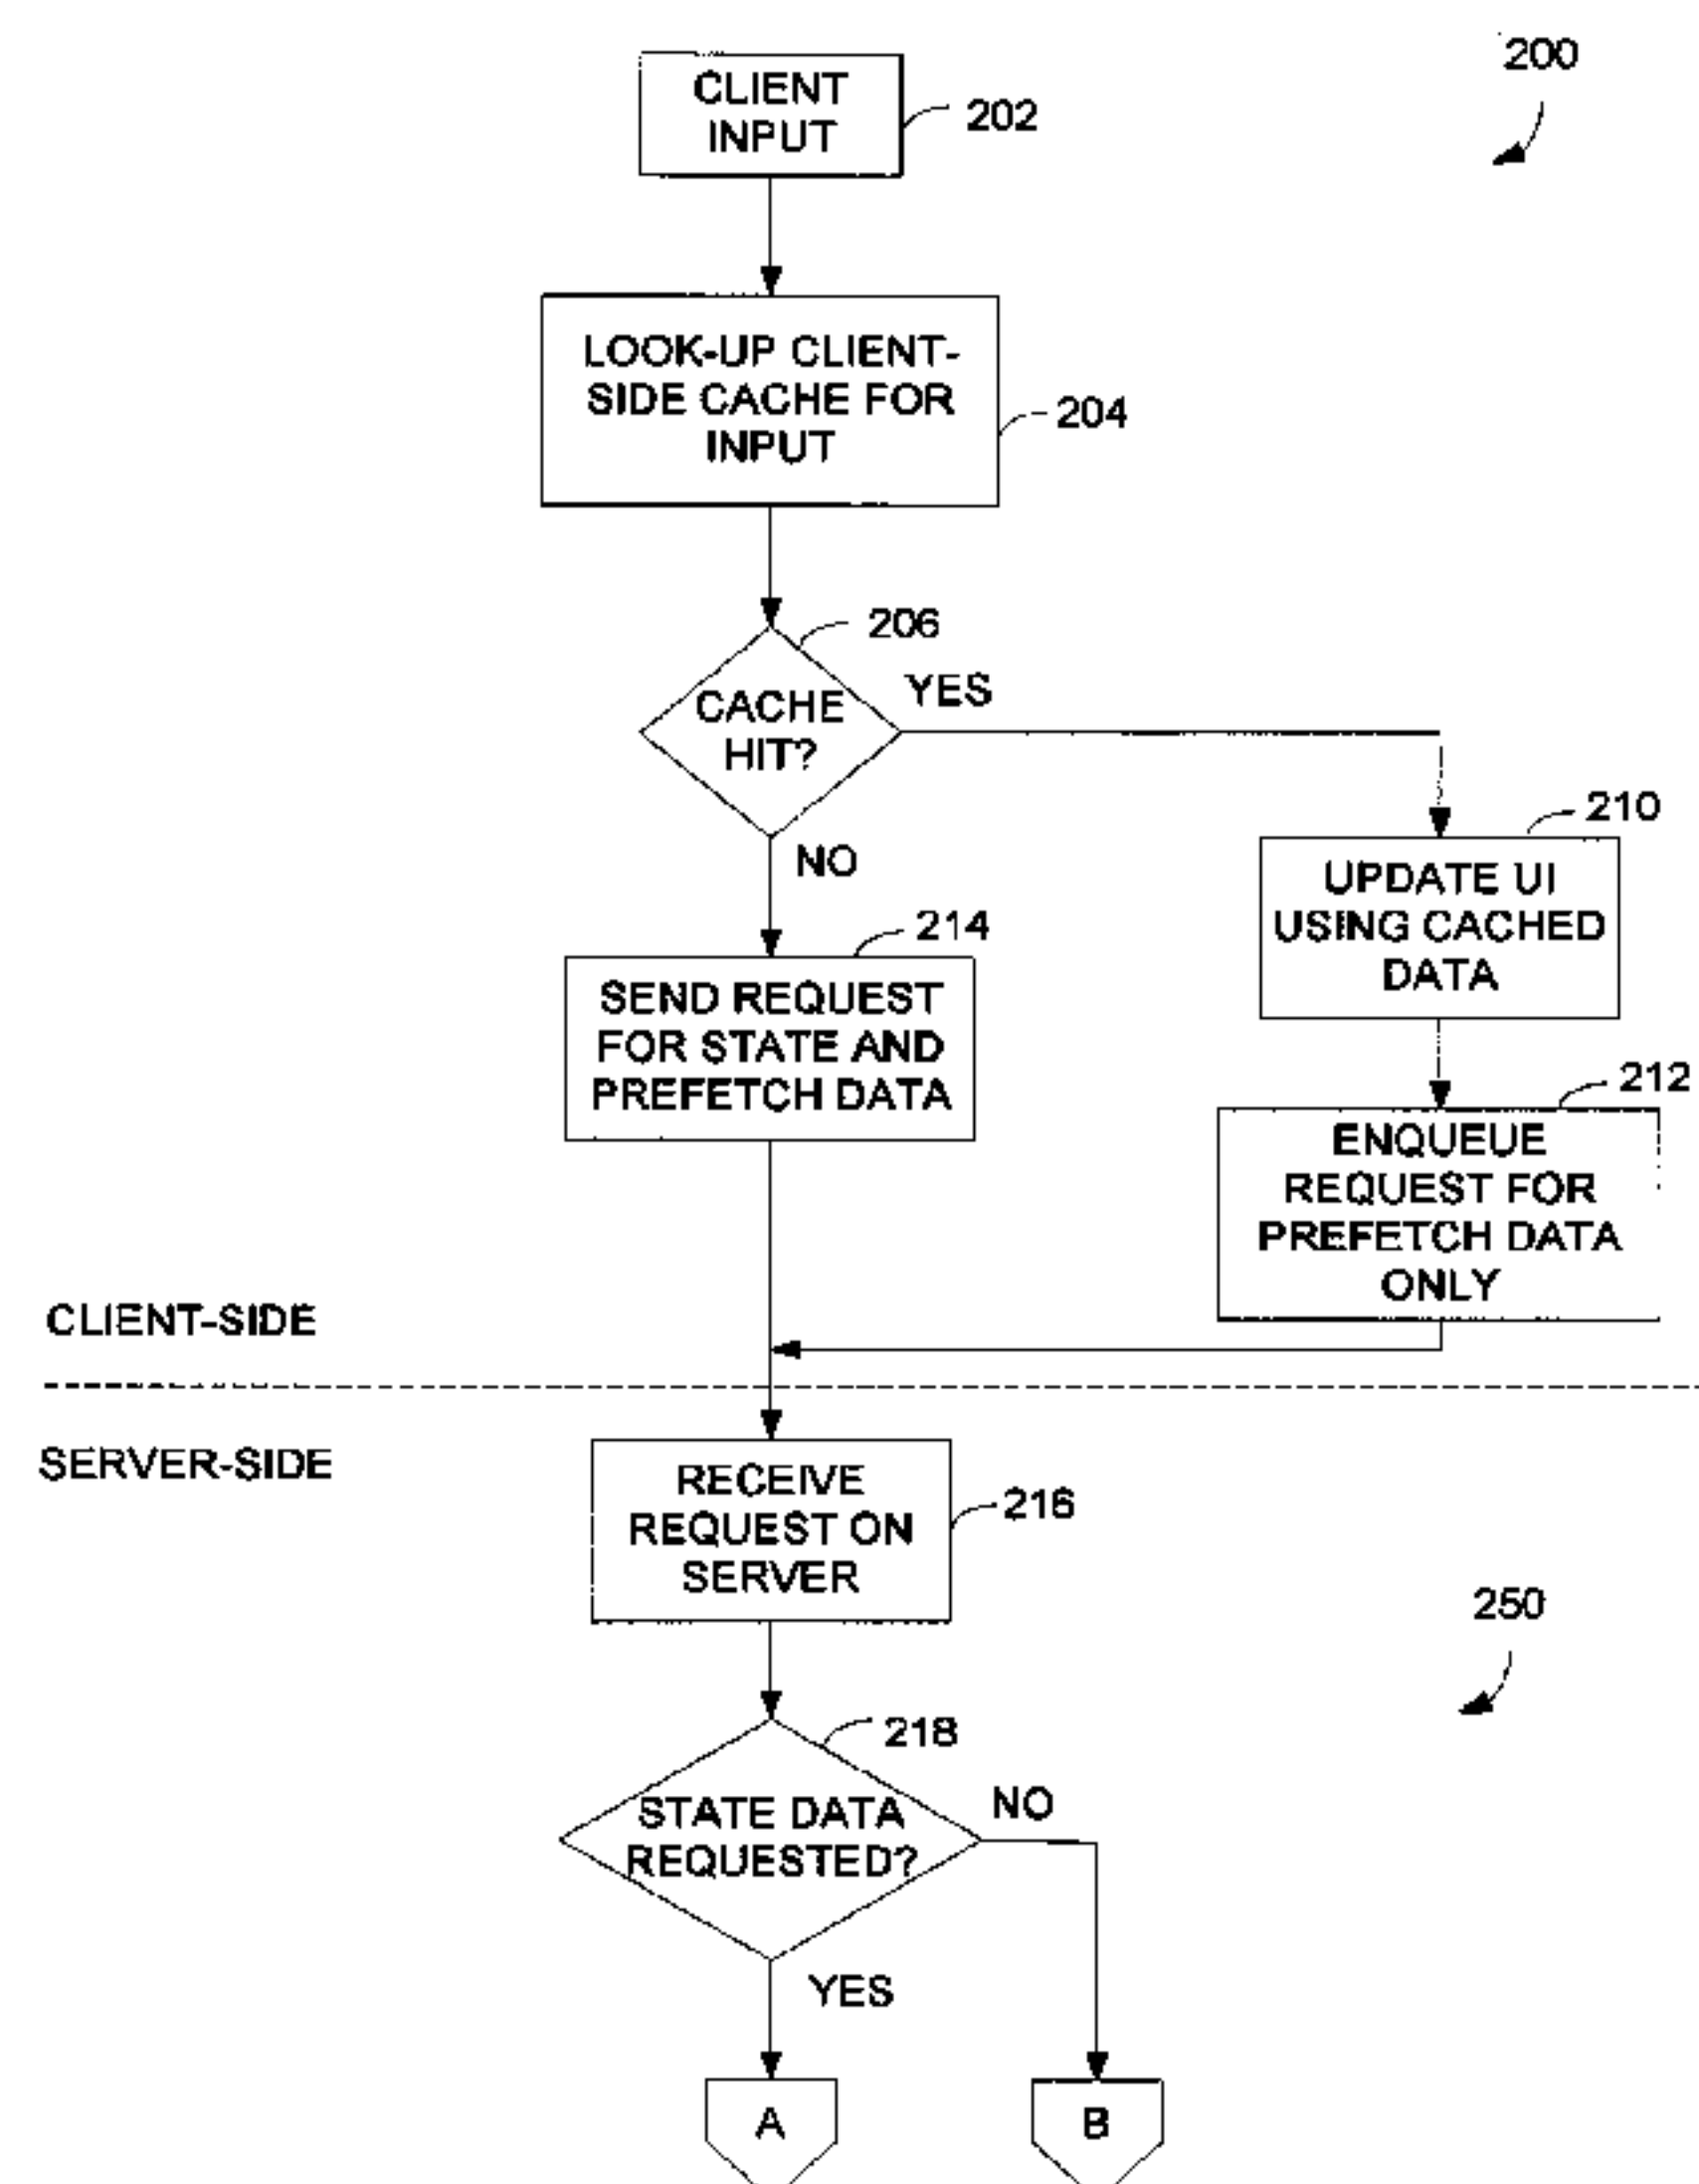 200
CLIENT
INPUT
202
LOOK-UP CLIENT-
SIDE CACHE FOR
INPUT
204
206
CACHE
HIT?
YES
NO
210
UPDATE UI
USING CACHED
DATA
214
SEND REQUEST
FOR STATE AND
PREFETCH DATA
212
ENQUEUE
REQUEST FOR
PREFETCH DATA
ONLY
CLIENT-SIDE
SERVER-SIDE
RECEIVE
REQUEST ON
SERVER
216
250
218
STATE DATA
REQUESTED?
NO
YES
A
B